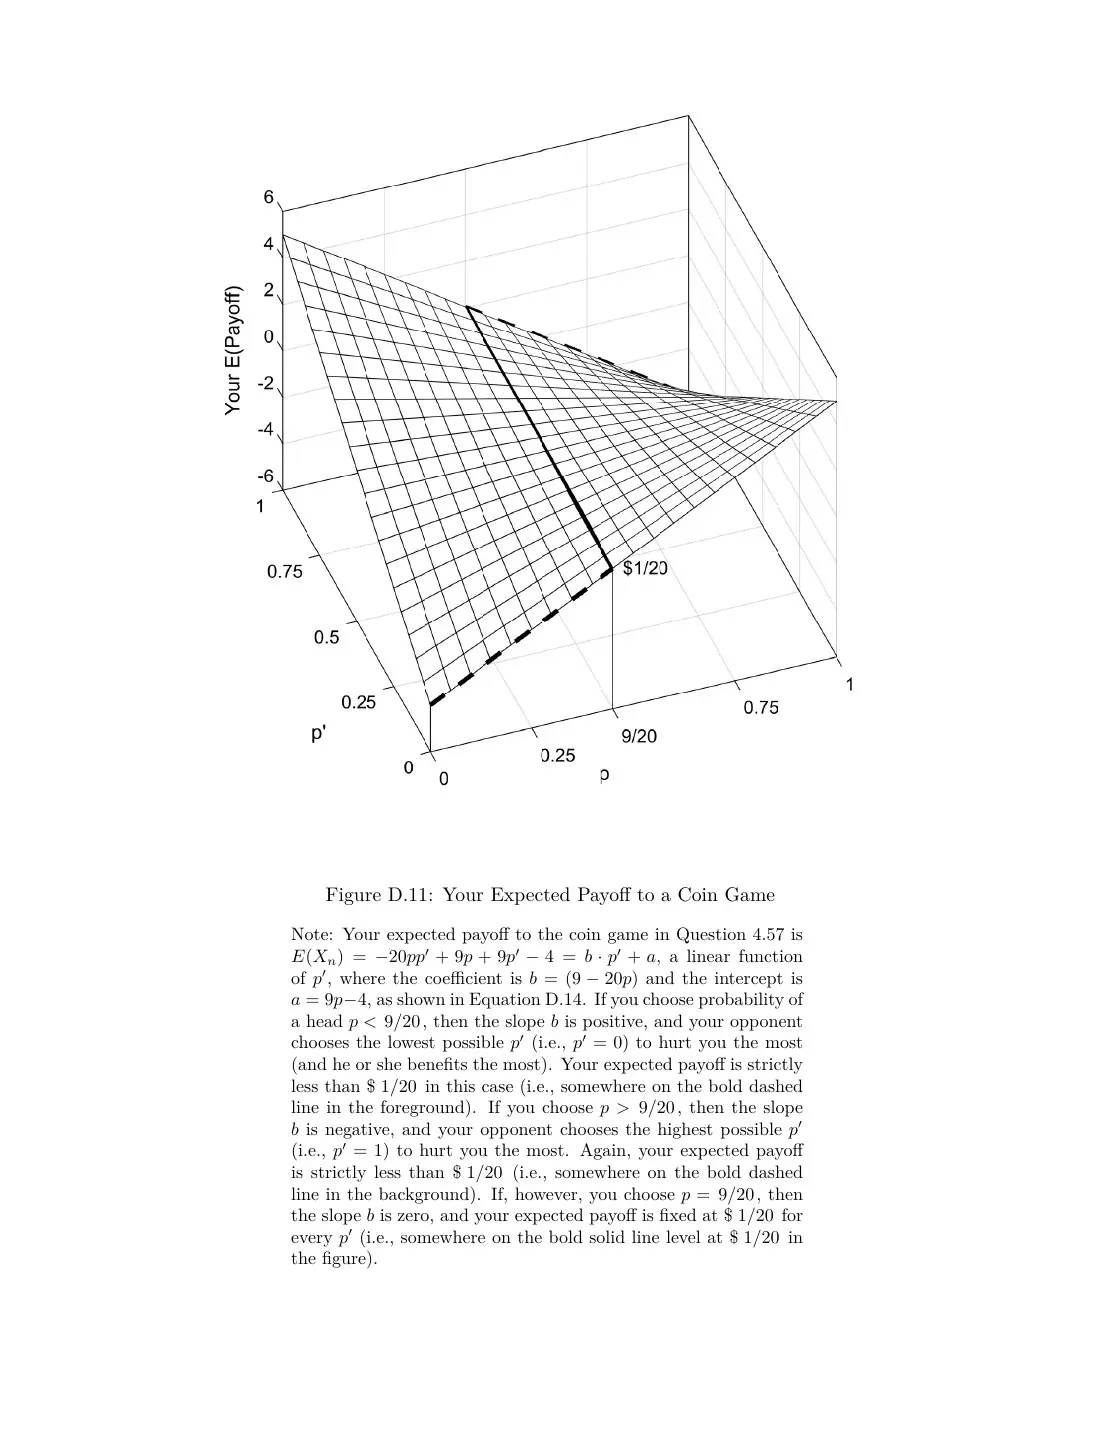 6
4
2
0
-2
-4
-6
Your E(Payoff)
1
0.75
0.5
0.25
0
p'
0
0.25
9/20
0.75
1
p
$1/20
Figure D.11: Your Expected Payoff to a Coin Game
Note: Your expected payoff to the coin game in Question 4.57 is
E(Xₙ) = −20pp′ + 9p + 9p′ − 4 = b · p′ + a, a linear function
of p′, where the coefficient is b = (9 − 20p) and the intercept is
a = 9p−4, as shown in Equation D.14. If you choose probability of
a head p < 9/20, then the slope b is positive, and your opponent
chooses the lowest possible p′ (i.e., p′ = 0) to hurt you the most
(and he or she benefits the most). Your expected payoff is strictly
less than $ 1/20 in this case (i.e., somewhere on the bold dashed
line in the foreground). If you choose p > 9/20, then the slope
b is negative, and your opponent chooses the highest possible p′
(i.e., p′ = 1) to hurt you the most. Again, your expected payoff
is strictly less than $ 1/20 (i.e., somewhere on the bold dashed
line in the background). If, however, you choose p = 9/20, then
the slope b is zero, and your expected payoff is fixed at $ 1/20 for
every p′ (i.e., somewhere on the bold solid line level at $ 1/20 in
the figure).